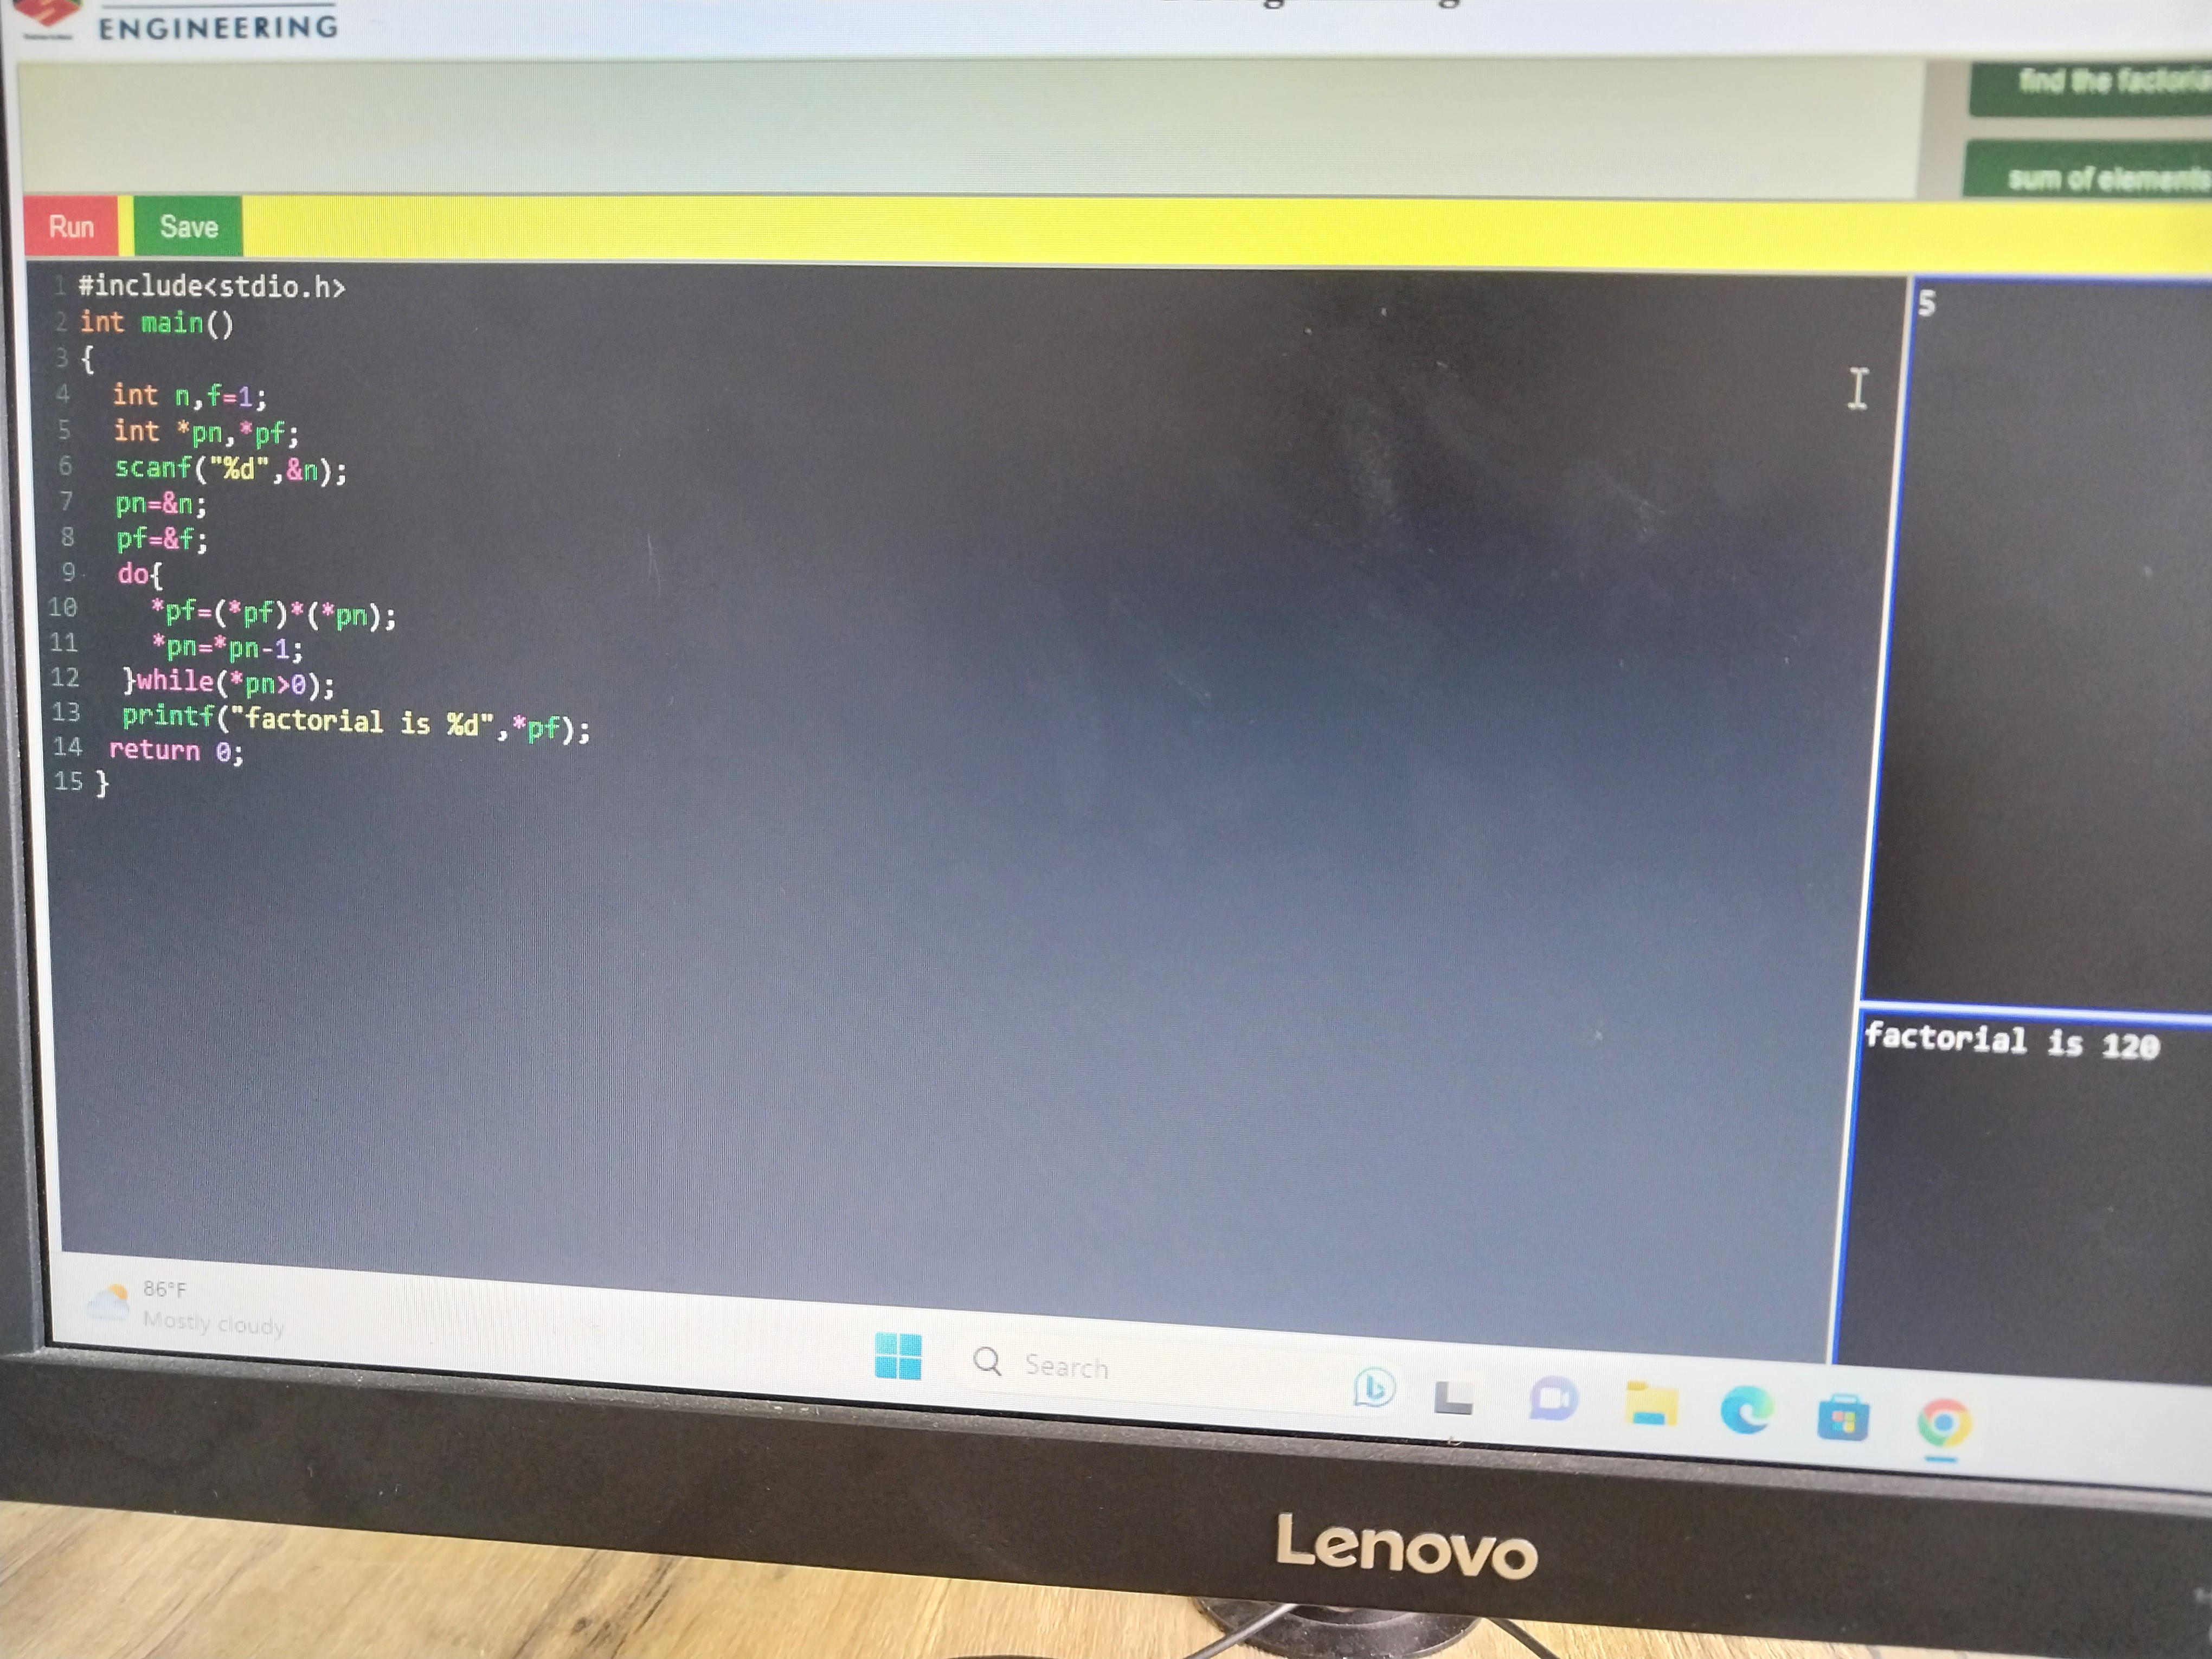 ENGINEERING
find the factoria
sum of elements
Run Save
1 #include<stdio.h>
2 int main()
3 {
4 int n,f=1;
5 int *pn,*pf;
6 scanf("%d",&n);
7 pn=&n;
8 pf=&f;
9 do{
10 *pf=(*pf)*(*pn);
11 *pn=*pn-1;
12 }while(*pn>0);
13 printf("factorial is %d",*pf);
14 return 0;
15 }
5
factorial is 120
86°F
Mostly cloudy
Search
Lenovo